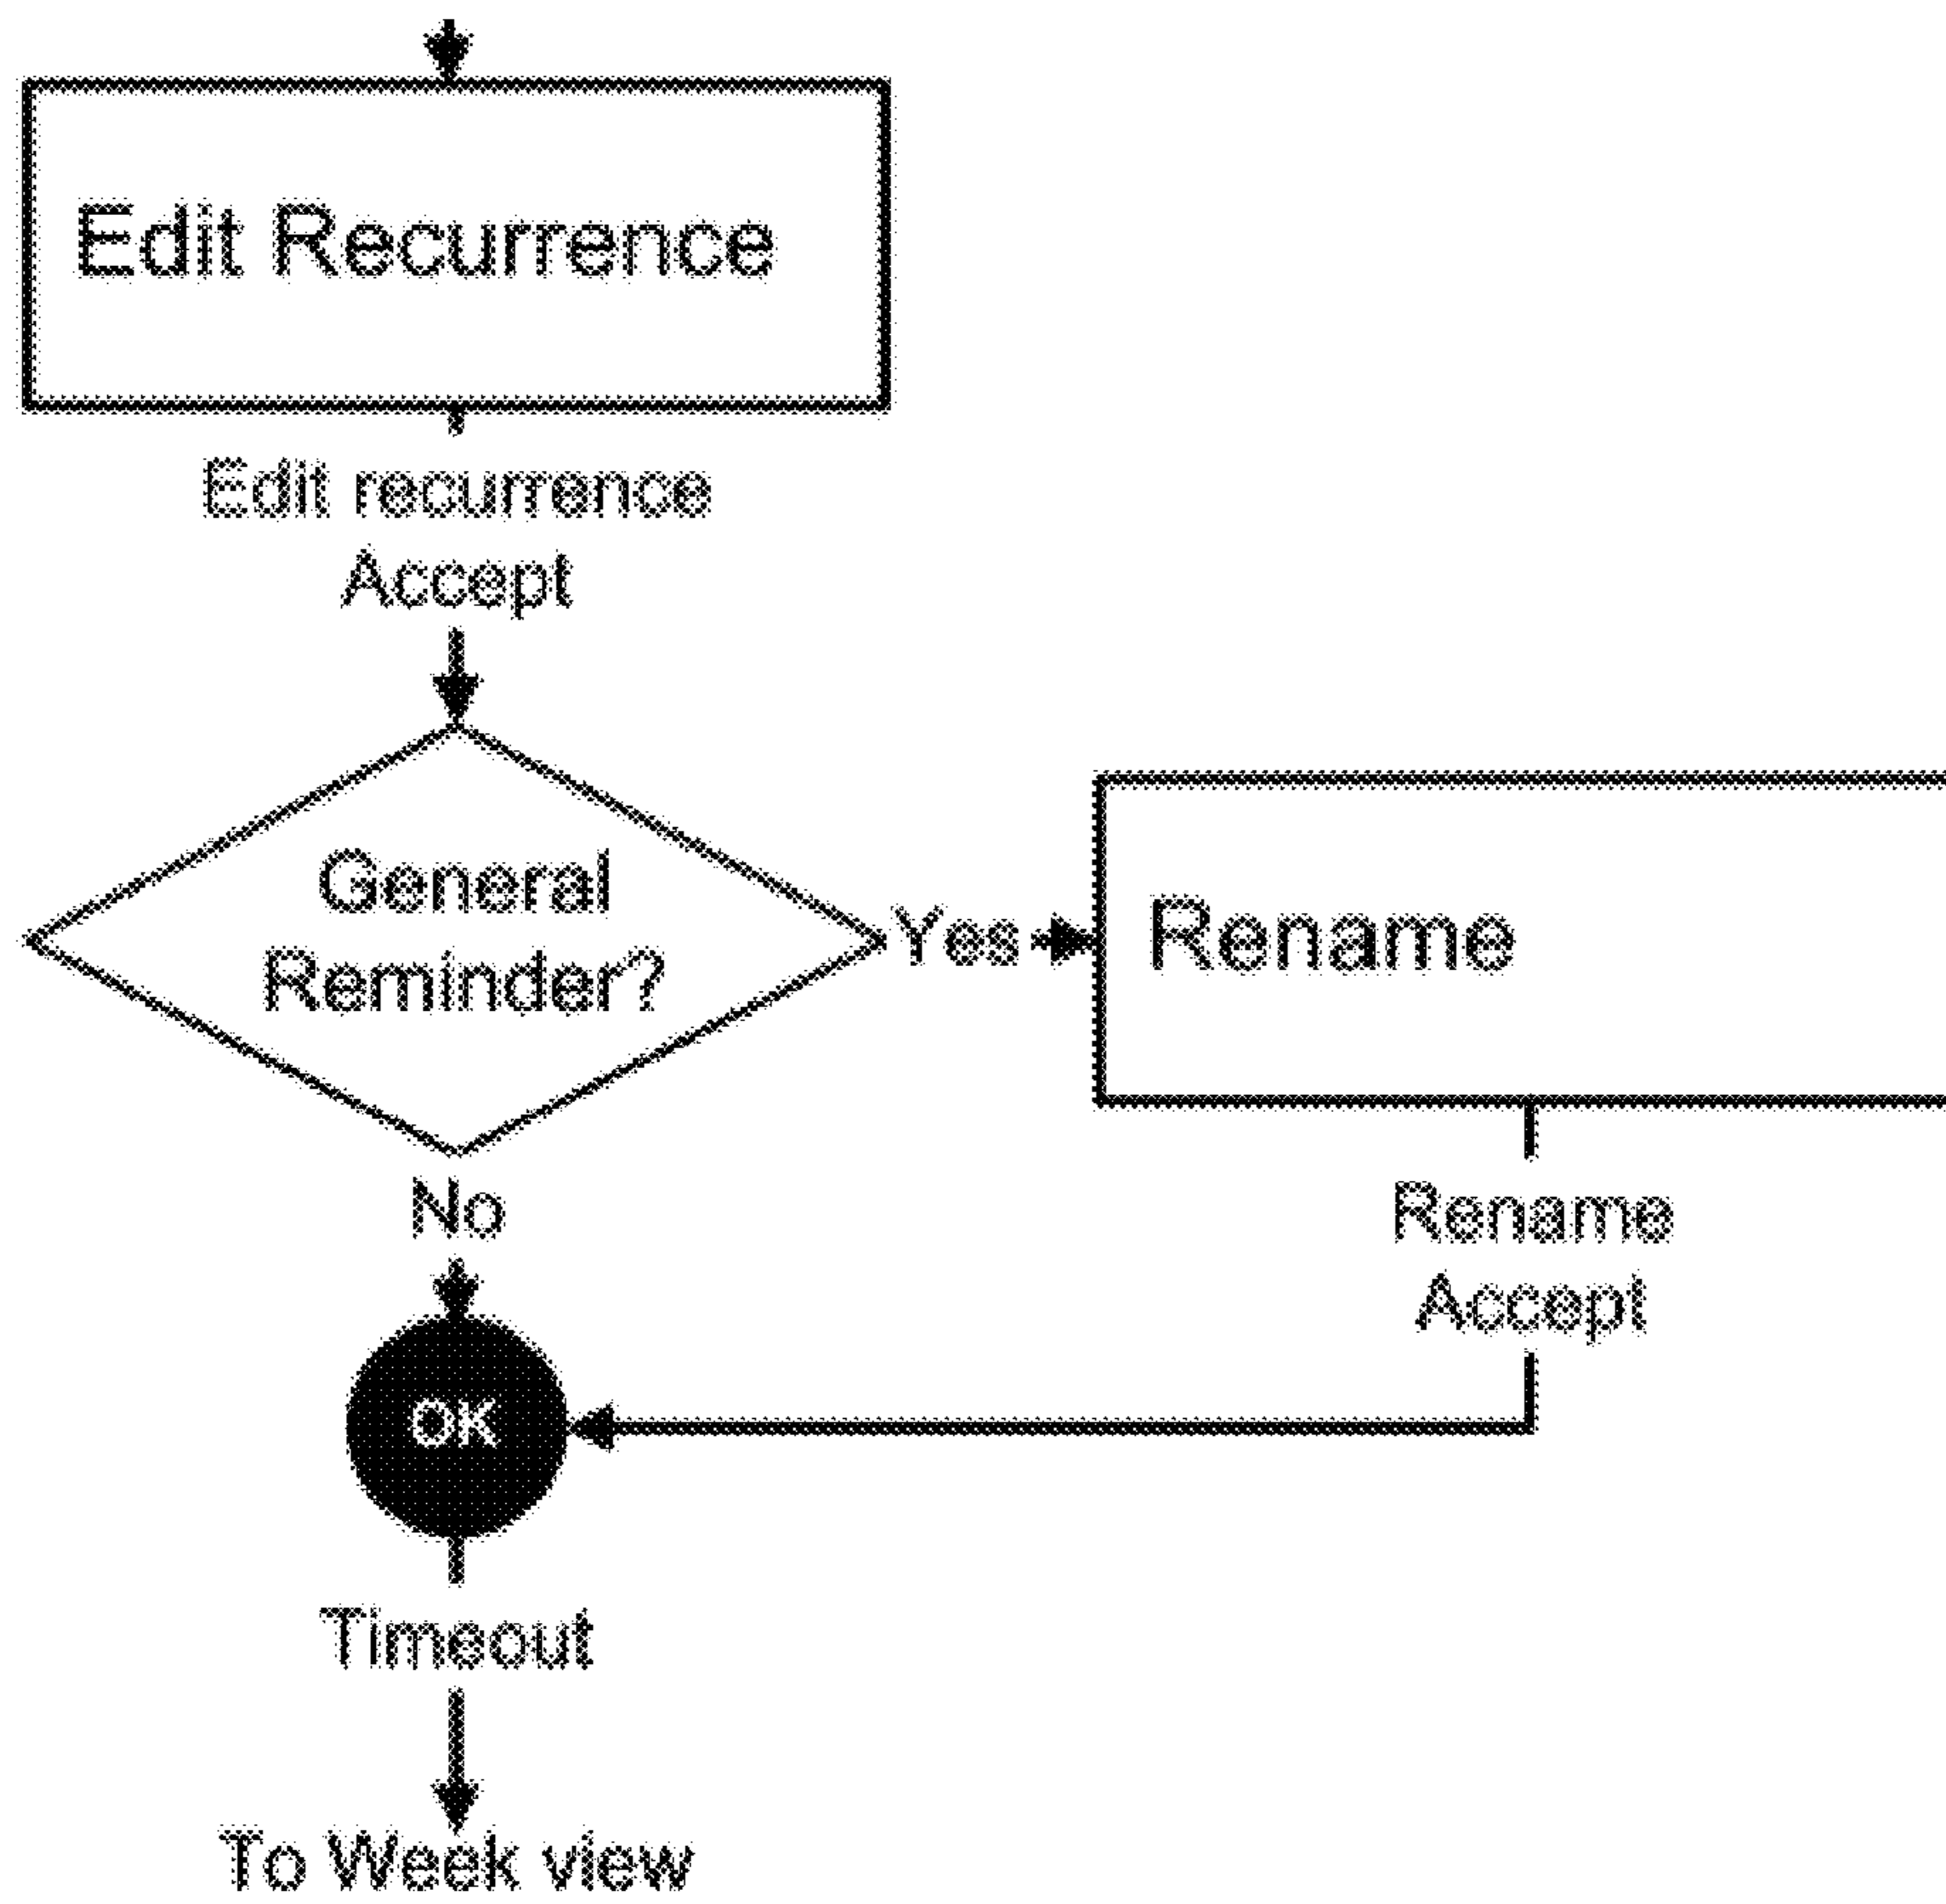 Edit Recurrence
Edit recurrence
Accept
General
Reminder?
Yes
Rename
No
Rename
Accept
OK
Timeout
To Week view